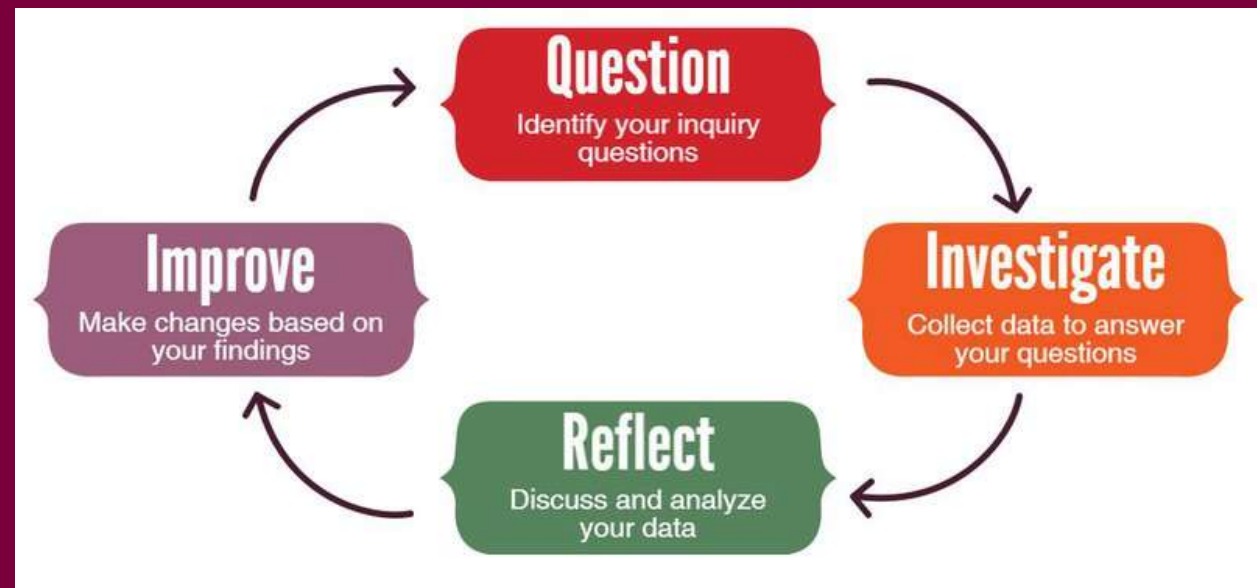 Question
Identify your inquiry
questions
Investigate
Collect data to answer
your questions
Reflect
Discuss and analyze
your data
Improve
Make changes based on
your findings